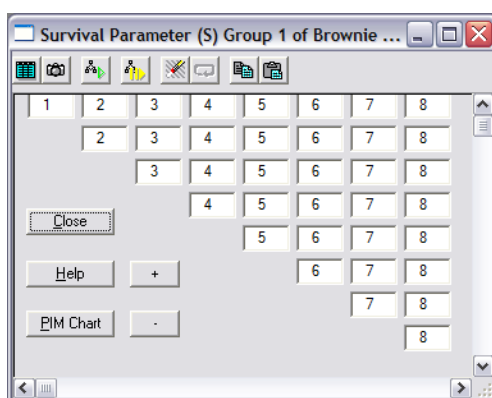 Survival Parameter (S) Group 1 of Brownie ...
1 2 3 4 5 6 7 8
2 3 4 5 6 7 8
3 4 5 6 7 8
4 5 6 7 8
Close
5 6 7 8
Help + 6 7 8
7 8
PIM Chart -
8